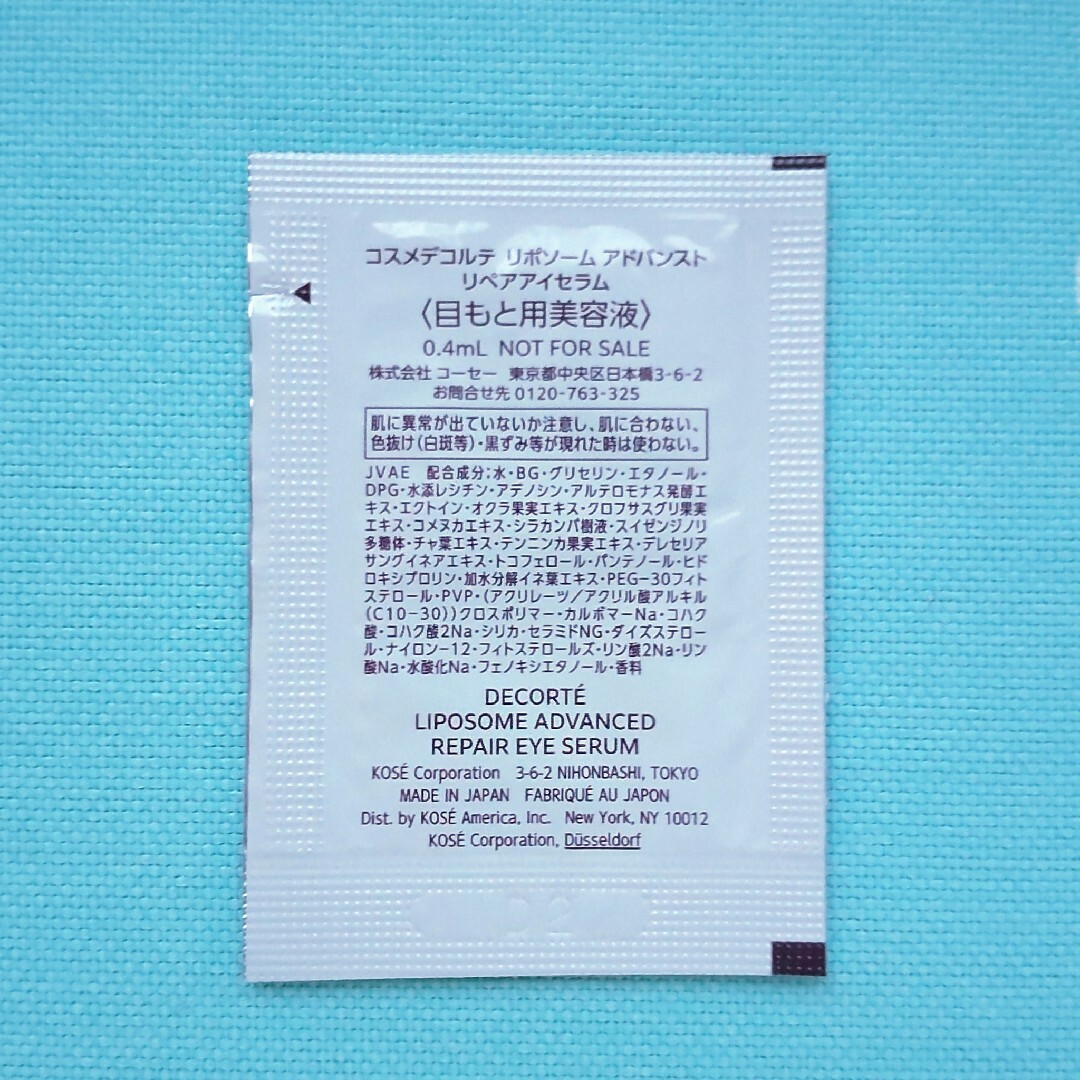 コスメデコルテ リポソーム アドバンスト
リペアアイセラム
〈目もと用美容液〉
0.4mL NOT FOR SALE
株式会社 コーセー 東京都中央区日本橋3-6-2
お問合せ先 0120-763-325
肌に異常が出ていないか注意し、肌に合わない、
色抜け(白斑等)・黒ずみ等が現れた時は使わない。
JVAE 配合成分:水・BG・グリセリン・エタノール・
DPG・水添レシチン・アデノシン・アルテロモナス発酵エ
キス・エクトイン・オクラ果実エキス・クロフサスグリ果実
エキス・コメヌカエキス・シラカンバ樹液・スイゼンジノリ
多糖体・チャ葉エキス・テンニンカ果実エキス・デレセリア
サングイネアエキス・トコフェロール・パンテノール・ヒド
ロキシプロリン・加水分解イネ葉エキス・PEG-30フィト
ステロール・PVP・(アクリレーツ/アクリル酸アルキル
(C10-30))クロスポリマー・カルボマーNa・コハク
酸・コハク酸2Na・シリカ・セラミドNG・ダイズステロー
ル・ナイロン-12・フィトステロールズ・リン酸2Na・リン
酸Na・水酸化Na・フェノキシエタノール・香料
DECORTÉ
LIPOSOME ADVANCED
REPAIR EYE SERUM
KOSÉ Corporation 3-6-2 NIHONBASHI, TOKYO
MADE IN JAPAN FABRIQUÉ AU JAPON
Dist. by KOSÉ America, Inc. New York, NY 10012
KOSÉ Corporation, Düsseldorf